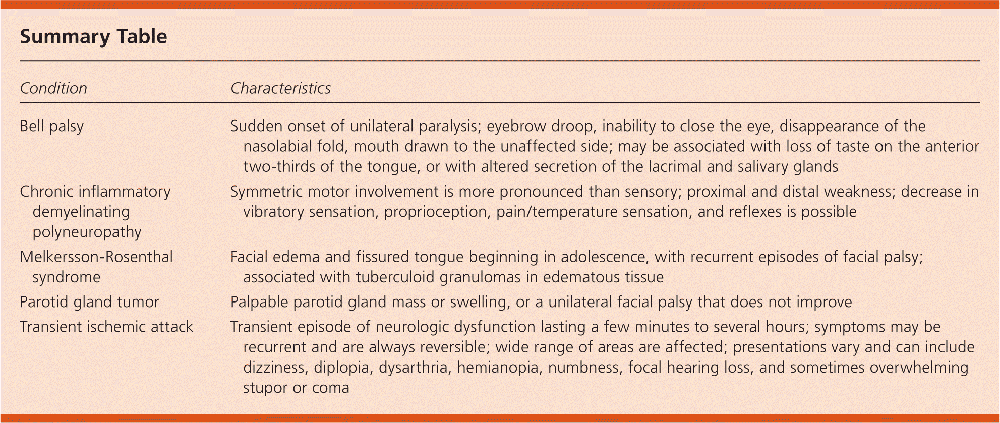 Summary Table
Condition Characteristics
Bell palsy Sudden onset of unilateral paralysis; eyebrow droop, inability to close the eye, disappearance of the
nasolabial fold, mouth drawn to the unaffected side; may be associated with loss of taste on the anterior
two-thirds of the tongue, or with altered secretion of the lacrimal and salivary glands
Chronic inflammatory Symmetric motor involvement is more pronounced than sensory; proximal and distal weakness; decrease in
demyelinating vibratory sensation, proprioception, pain/temperature sensation, and reflexes is possible
polyneuropathy
Melkersson-Rosenthal Facial edema and fissured tongue beginning in adolescence, with recurrent episodes of facial palsy;
syndrome associated with tuberculoid granulomas in edematous tissue
Parotid gland tumor Palpable parotid gland mass or swelling, or a unilateral facial palsy that does not improve
Transient ischemic attack Transient episode of neurologic dysfunction lasting a few minutes to several hours; symptoms may be
recurrent and are always reversible; wide range of areas are affected; presentations vary and can include
dizziness, diplopia, dysarthria, hemianopia, numbness, focal hearing loss, and sometimes overwhelming
stupor or coma